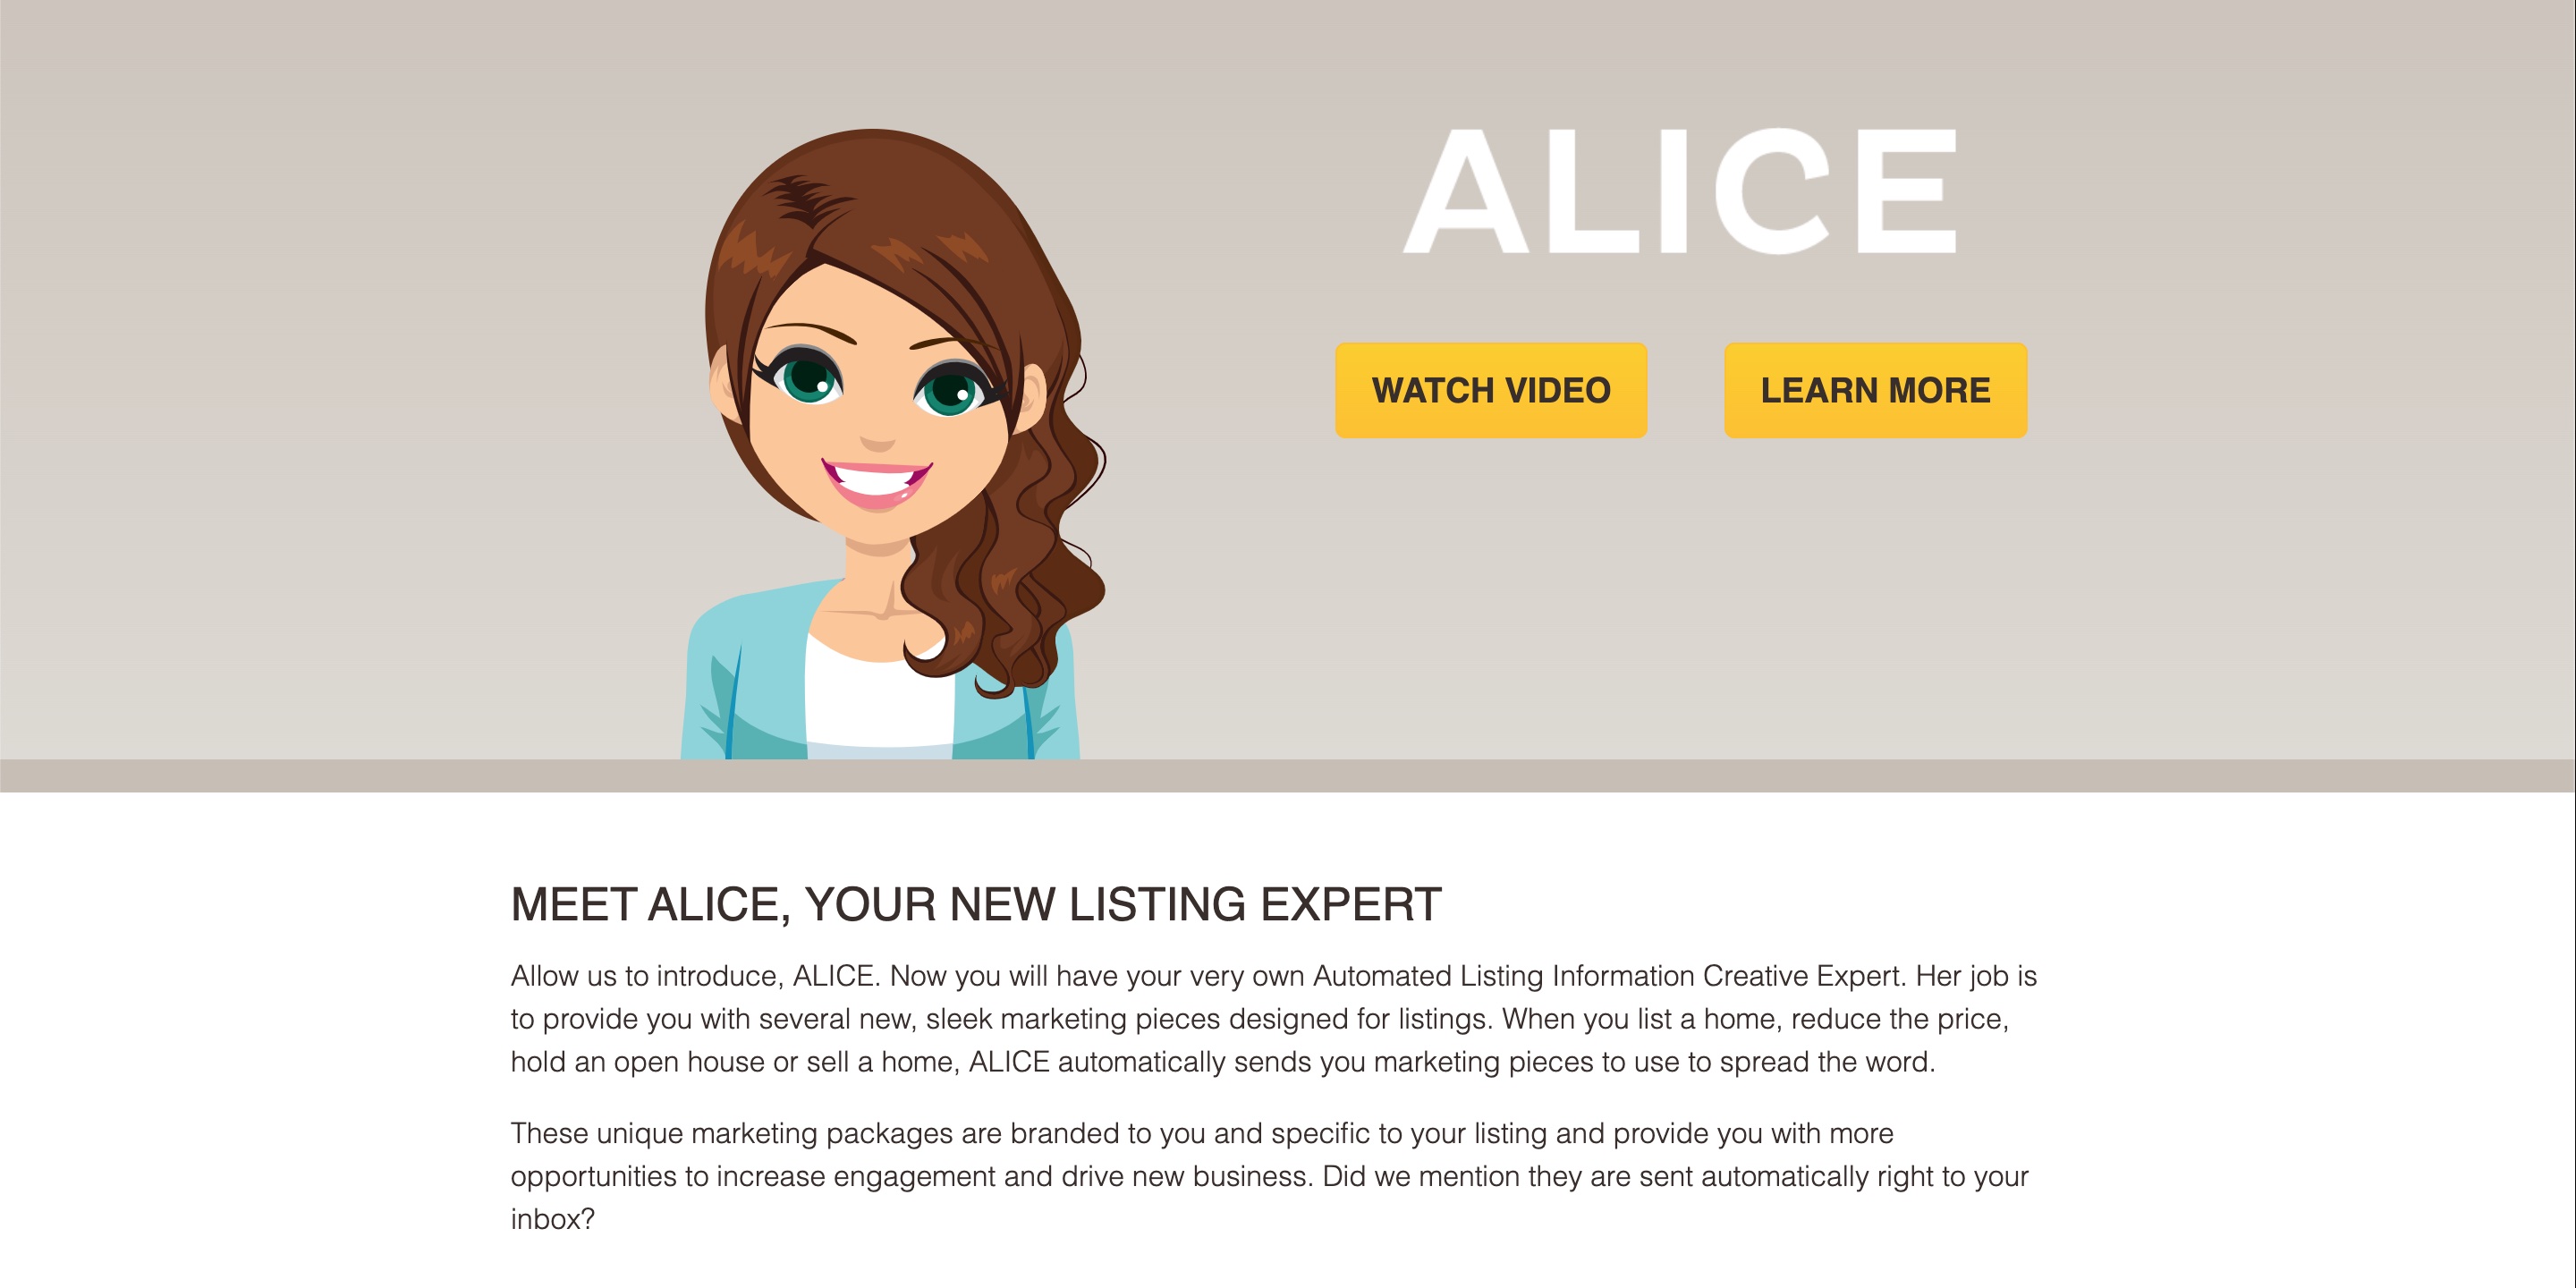 ALICE
WATCH VIDEO
LEARN MORE
MEET ALICE, YOUR NEW LISTING EXPERT
Allow us to introduce, ALICE. Now you will have your very own Automated Listing Information Creative Expert. Her job is
to provide you with several new, sleek marketing pieces designed for listings. When you list a home, reduce the price,
hold an open house or sell a home, ALICE automatically sends you marketing pieces to use to spread the word.
These unique marketing packages are branded to you and specific to your listing and provide you with more
opportunities to increase engagement and drive new business. Did we mention they are sent automatically right to your
inbox?